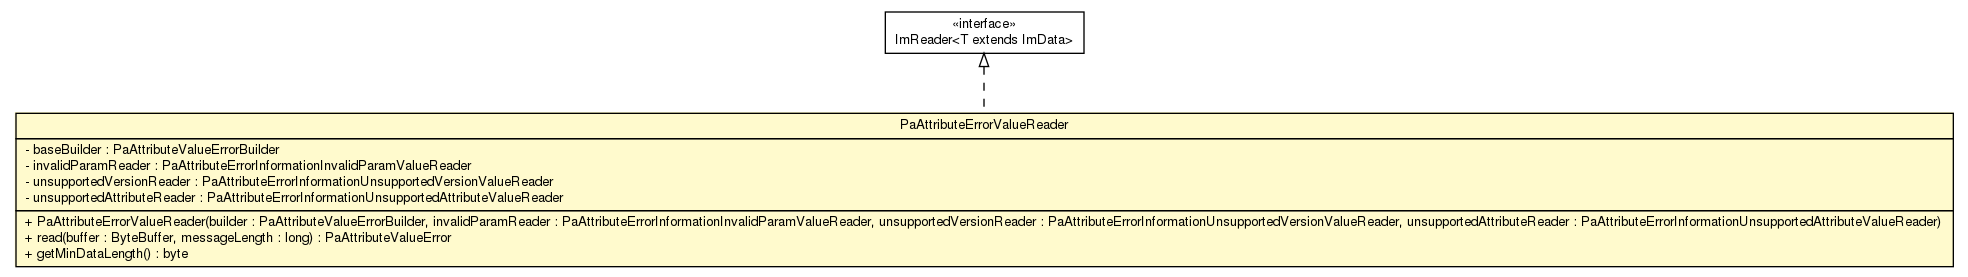 «interface»
ImReader<T extends ImData>
PaAttributeErrorValueReader
- baseBuilder : PaAttributeValueErrorBuilder
- invalidParamReader : PaAttributeErrorInformationInvalidParamValueReader
- unsupportedVersionReader : PaAttributeErrorInformationUnsupportedVersionValueReader
- unsupportedAttributeReader : PaAttributeErrorInformationUnsupportedAttributeValueReader
+ PaAttributeErrorValueReader(builder : PaAttributeValueErrorBuilder, invalidParamReader : PaAttributeErrorInformationInvalidParamValueReader, unsupportedVersionReader : PaAttributeErrorInformationUnsupportedVersionValueReader, unsupportedAttributeReader : PaAttributeErrorInformationUnsupportedAttributeValueReader)
+ read(buffer : ByteBuffer, messageLength : long) : PaAttributeValueError
+ getMinDataLength() : byte